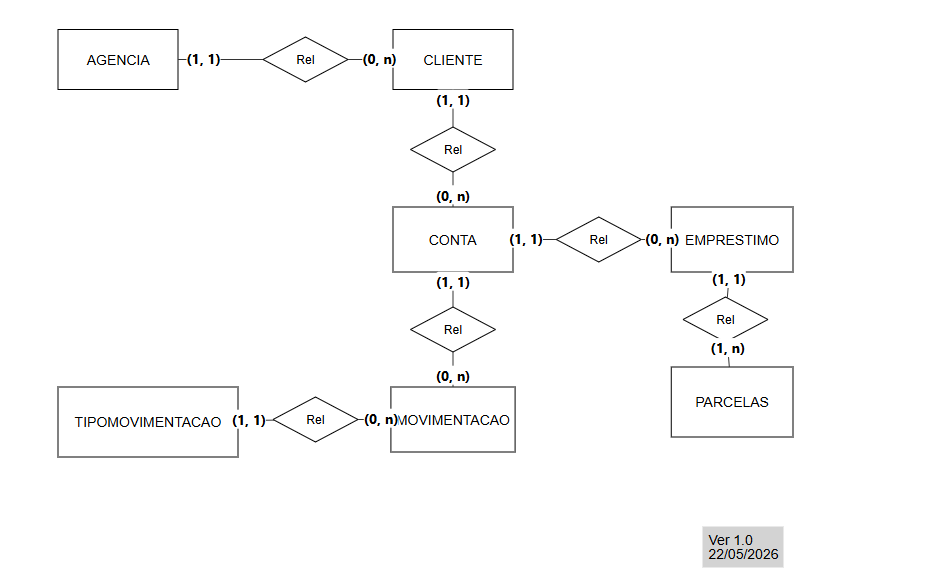 AGENCIA (1, 1) Rel (0, n) CLIENTE
(1, 1)
Rel
(0, n)
CONTA (1, 1) Rel (0, n) EMPRESTIMO
(1, 1) (1, 1)
Rel Rel
(1, n)
(0, n)
PARCELAS
TIPOMOVIMENTACAO (1, 1) Rel (0, n) MOVIMENTACAO
Ver 1.0
22/05/2026